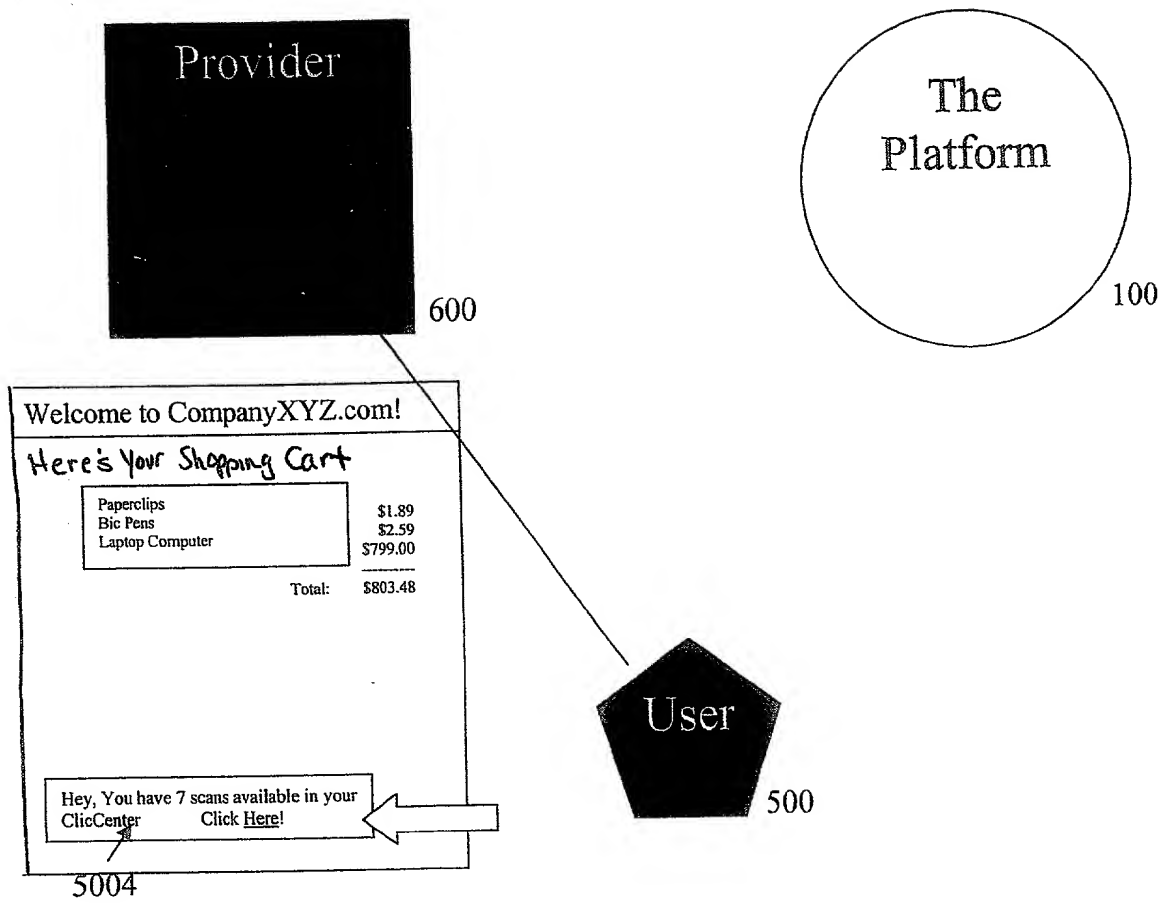 Provider
The
Platform
600
100
Welcome to CompanyXYZ.com!
Here's Your Shopping Cart
Paperclips $1.89
Bic Pens $2.59
Laptop Computer $799.00
Total: $803.48
User
500
Hey, You have 7 scans available in your
ClicCenter Click Here!
5004